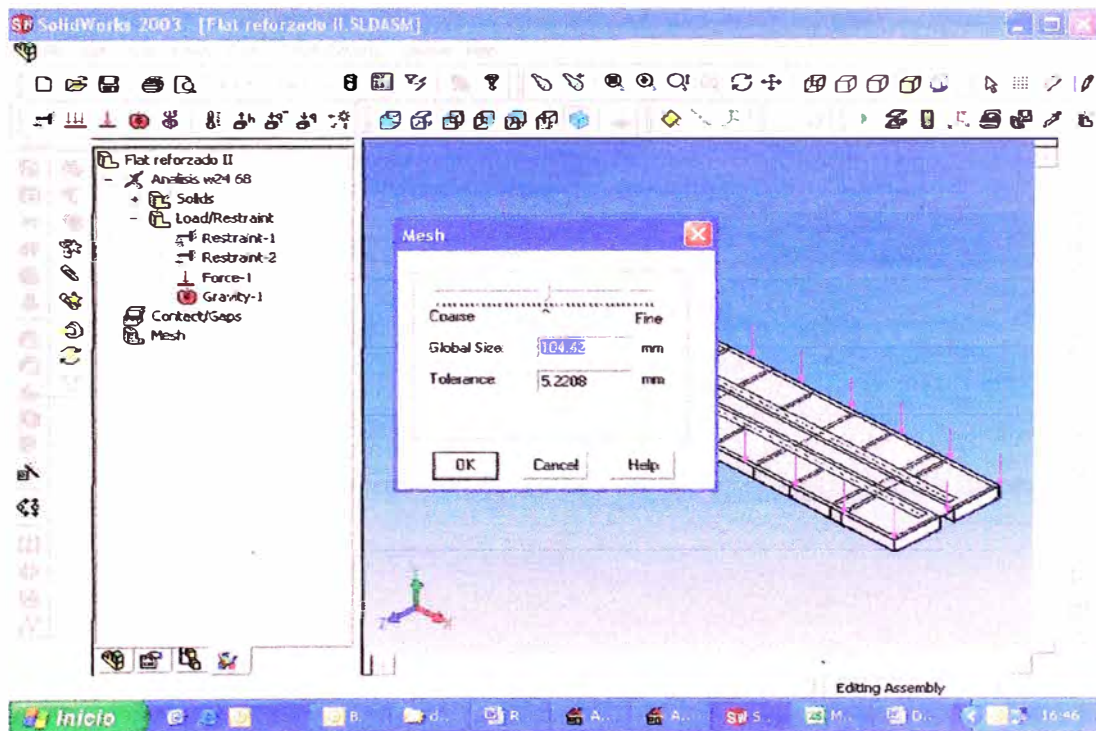 SolidWorks 2003 - [Flat reforzado II.SLDASM]
Flat reforzado II
Analisis w24 68
Solids
Load/Restraint
Restraint-1
Restraint-2
Force-1
Gravity-1
Contact/Gaps
Mesh
Mesh
Coarse
Fine
Global Size:
104.62
mm
Tolerance:
5.2208
mm
OK
Cancel
Help
Z
X
Editing Assembly
Inicio
B.
d..
R
A...
A...
S..
M..
D..
16:46